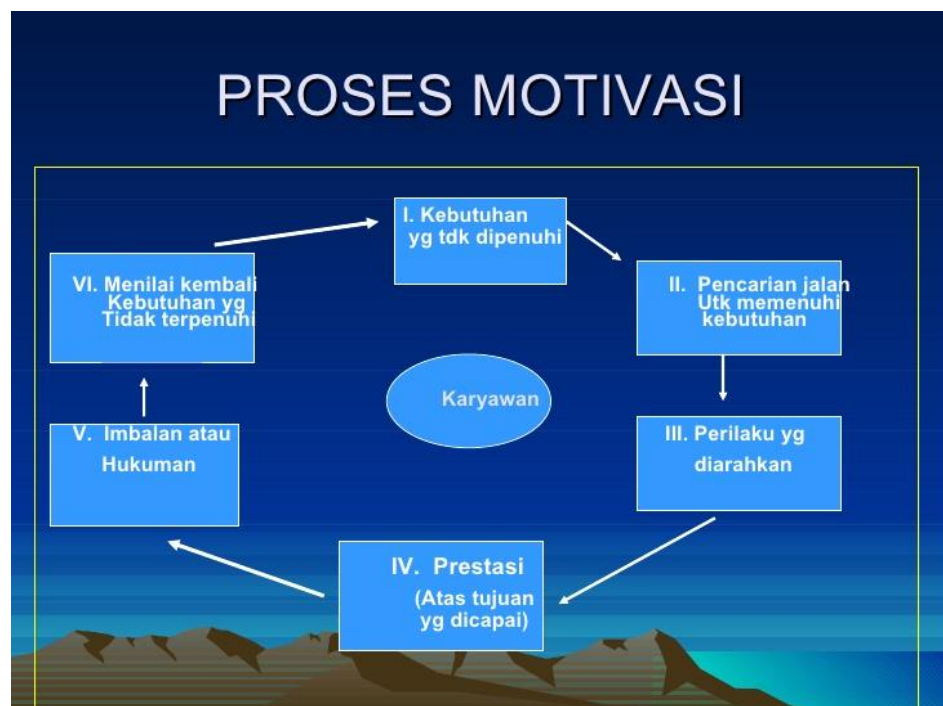 PROSES MOTIVASI
I. Kebutuhan
yg tdk dipenuhi
II. Pencarian jalan
Utk memenuhi
kebutuhan
III. Perilaku yg
diarahkan
IV. Prestasi
(Atas tujuan
yg dicapai)
V. Imbalan atau
Hukuman
VI. Menilai kembali
Kebutuhan yg
Tidak terpenuhi
Karyawan